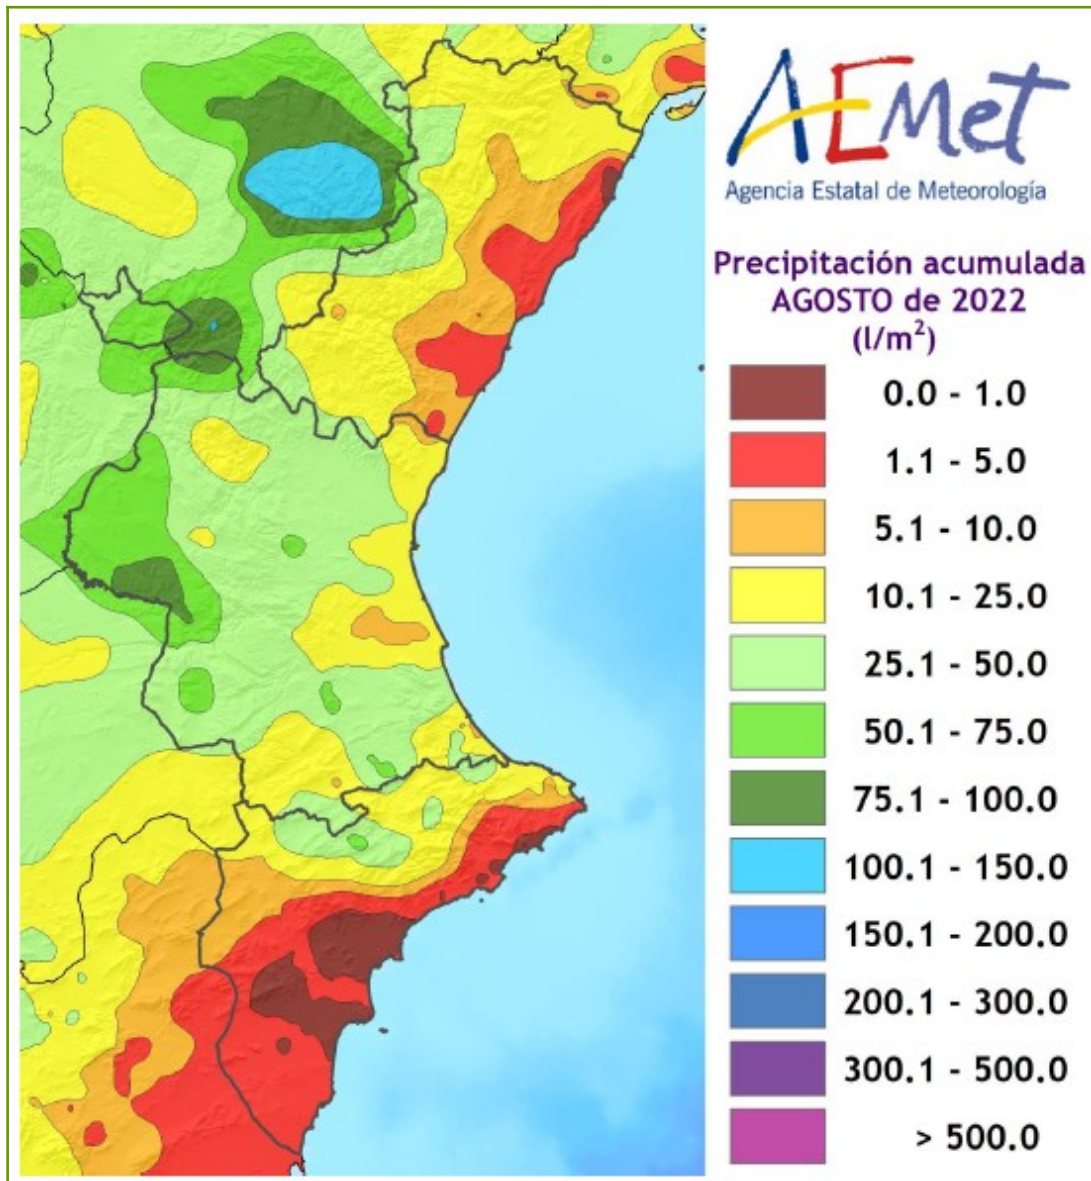 AEMet
Agencia Estatal de Meteorología
Precipitación acumulada
AGOSTO de 2022
(l/m²)
0.0 - 1.0
1.1 - 5.0
5.1 - 10.0
10.1 - 25.0
25.1 - 50.0
50.1 - 75.0
75.1 - 100.0
100.1 - 150.0
150.1 - 200.0
200.1 - 300.0
300.1 - 500.0
> 500.0